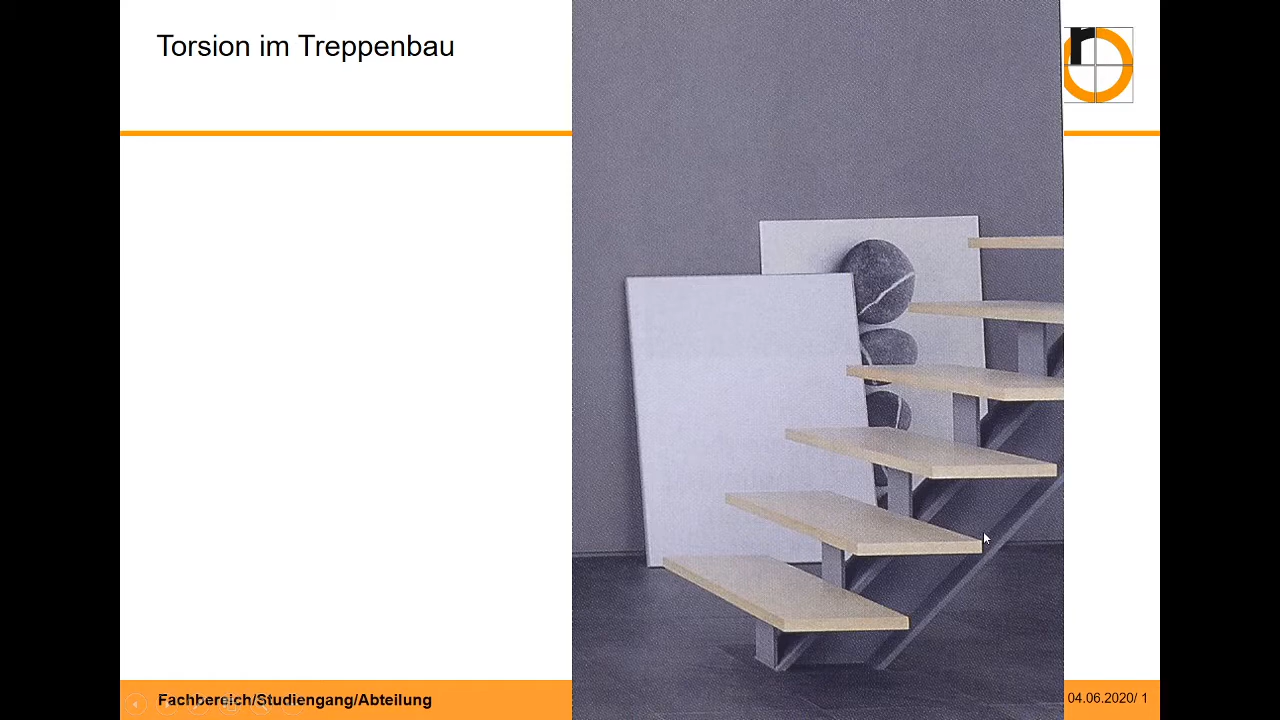 Torsion im Treppenbau
r
Fachbereich/Studiengang/Abteilung
04.06.2020/ 1